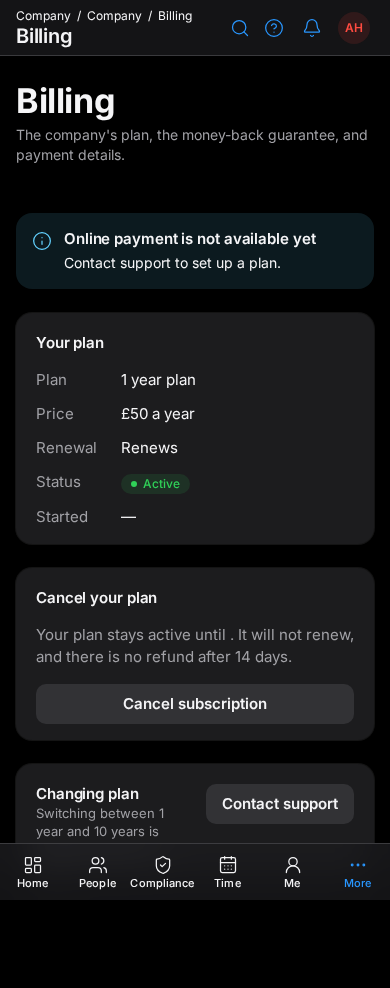 Company / Company / Billing
Billing
AH
Billing
The company's plan, the money-back guarantee, and
payment details.
Online payment is not available yet
Contact support to set up a plan.
Your plan
Plan 1 year plan
Price £50 a year
Renewal Renews
Status Active
Started —
Cancel your plan
Your plan stays active until . It will not renew,
and there is no refund after 14 days.
Cancel subscription
Changing plan
Switching between 1
year and 10 years is
Contact support
Home People Compliance Time Me More